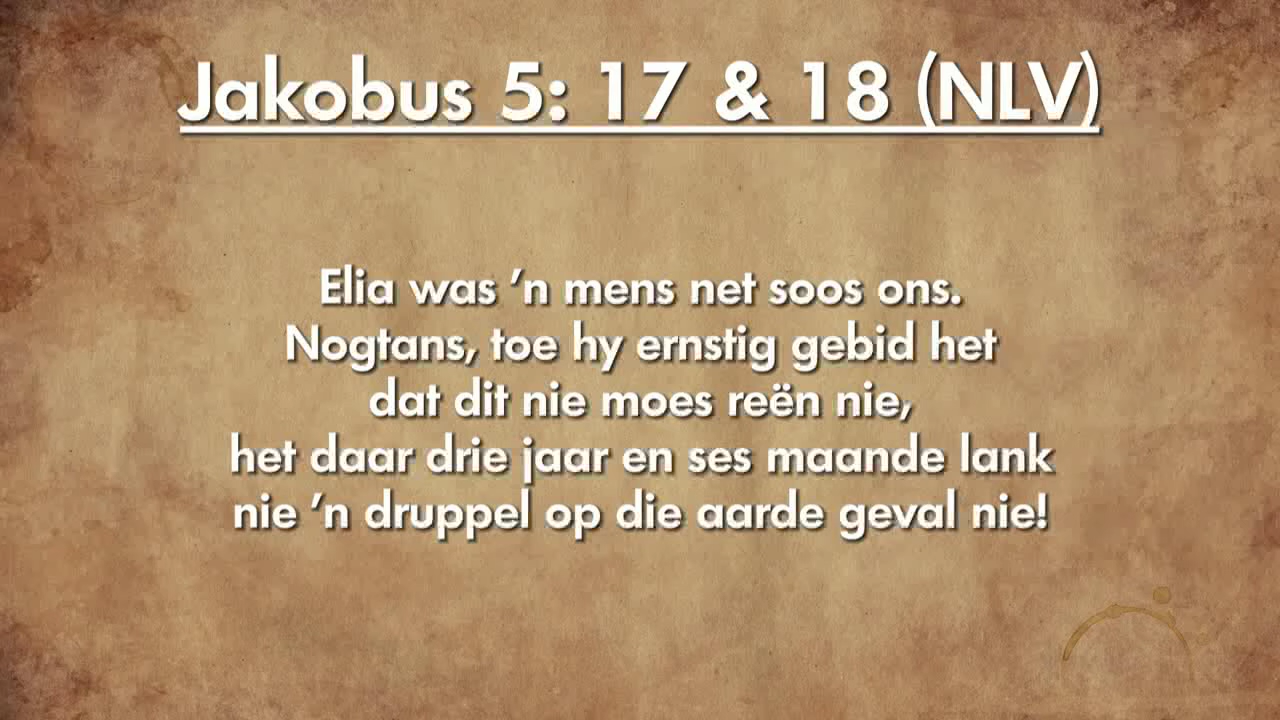 Jakobus 5: 17 & 18 (NLV)
Elia was ’n mens net soos ons.
Nogtans, toe hy ernstig gebid het
dat dit nie moes reën nie,
het daar drie jaar en ses maande lank
nie ’n druppel op die aarde geval nie!